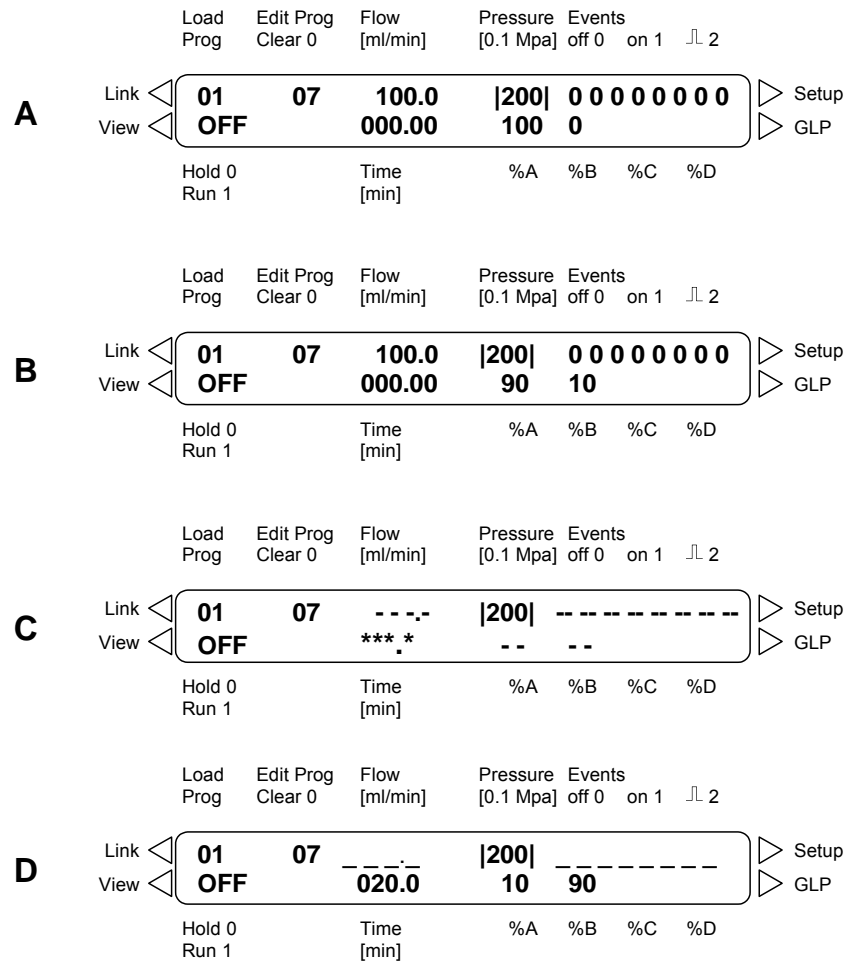 Load Edit Prog Flow Pressure Events
Prog Clear 0 [ml/min] [0.1 Mpa] off 0 on 1 ⎍ 2
A
Link 01 07 100.0 |200| 0 0 0 0 0 0 0 0 Setup
View OFF 000.00 100 0 GLP
Hold 0 Time %A %B %C %D
Run 1 [min]
Load Edit Prog Flow Pressure Events
Prog Clear 0 [ml/min] [0.1 Mpa] off 0 on 1 ⎍ 2
B
Link 01 07 100.0 |200| 0 0 0 0 0 0 0 0 Setup
View OFF 000.00 90 10 GLP
Hold 0 Time %A %B %C %D
Run 1 [min]
Load Edit Prog Flow Pressure Events
Prog Clear 0 [ml/min] [0.1 Mpa] off 0 on 1 ⎍ 2
C
Link 01 07 - - -.- |200| -- -- -- -- -- -- -- -- Setup
View OFF ***.* - - - - GLP
Hold 0 Time %A %B %C %D
Run 1 [min]
Load Edit Prog Flow Pressure Events
Prog Clear 0 [ml/min] [0.1 Mpa] off 0 on 1 ⎍ 2
D
Link 01 07 _ _ _._ |200| _ _ _ _ _ _ _ _ Setup
View OFF 020.0 10 90 GLP
Hold 0 Time %A %B %C %D
Run 1 [min]